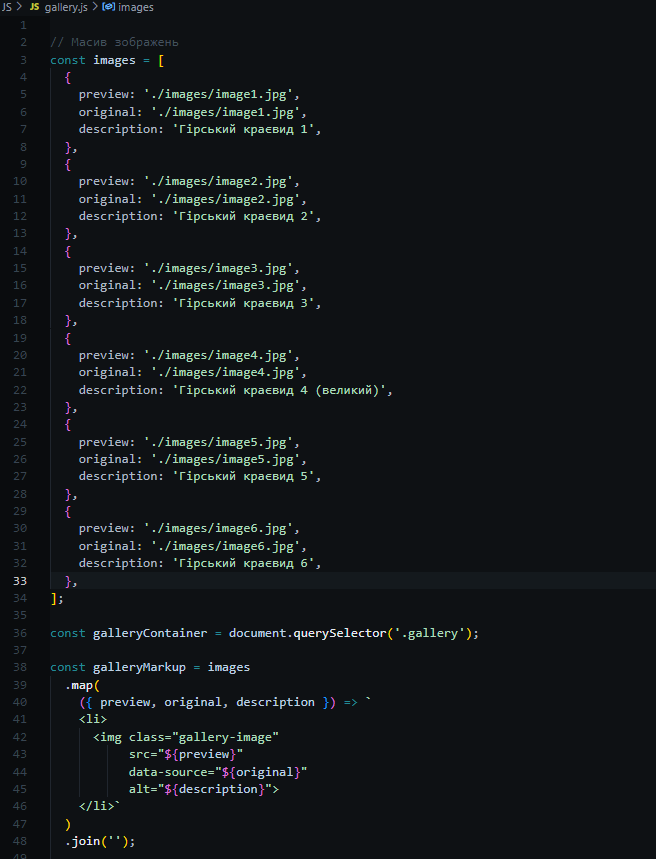 JS > JS gallery.js > images
1
2 // Масив зображень
3 const images = [
4 {
5 preview: './images/image1.jpg',
6 original: './images/image1.jpg',
7 description: 'Гірський краєвид 1',
8 },
9 {
10 preview: './images/image2.jpg',
11 original: './images/image2.jpg',
12 description: 'Гірський краєвид 2',
13 },
14 {
15 preview: './images/image3.jpg',
16 original: './images/image3.jpg',
17 description: 'Гірський краєвид 3',
18 },
19 {
20 preview: './images/image4.jpg',
21 original: './images/image4.jpg',
22 description: 'Гірський краєвид 4 (великий)',
23 },
24 {
25 preview: './images/image5.jpg',
26 original: './images/image5.jpg',
27 description: 'Гірський краєвид 5',
28 },
29 {
30 preview: './images/image6.jpg',
31 original: './images/image6.jpg',
32 description: 'Гірський краєвид 6',
33 },
34 ];
35
36 const galleryContainer = document.querySelector('.gallery');
37
38 const galleryMarkup = images
39 .map(
40 ({ preview, original, description }) => `
41 <li>
42 <img class="gallery-image"
43 src="${preview}"
44 data-source="${original}"
45 alt="${description}">
46 </li>`
47 )
48 .join('');
49